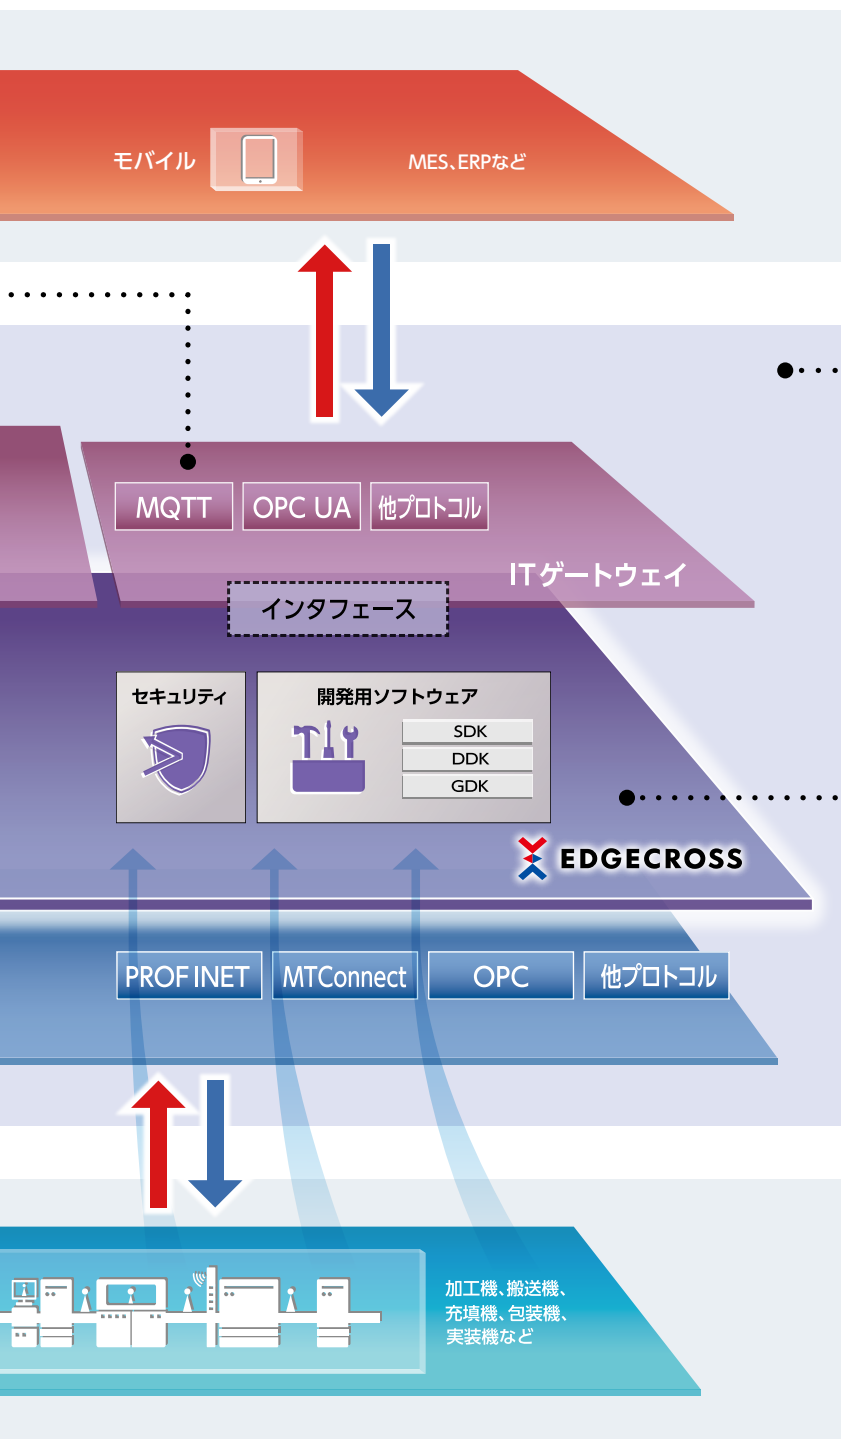 モバイル
MES、ERPなど
MQTT
OPC UA
他プロトコル
ITゲートウェイ
インタフェース
セキュリティ
開発用ソフトウェア
SDK
DDK
GDK
EDGECROSS
PROFINET
MTConnect
OPC
他プロトコル
加工機、搬送機、
充填機、包装機、
実装機など